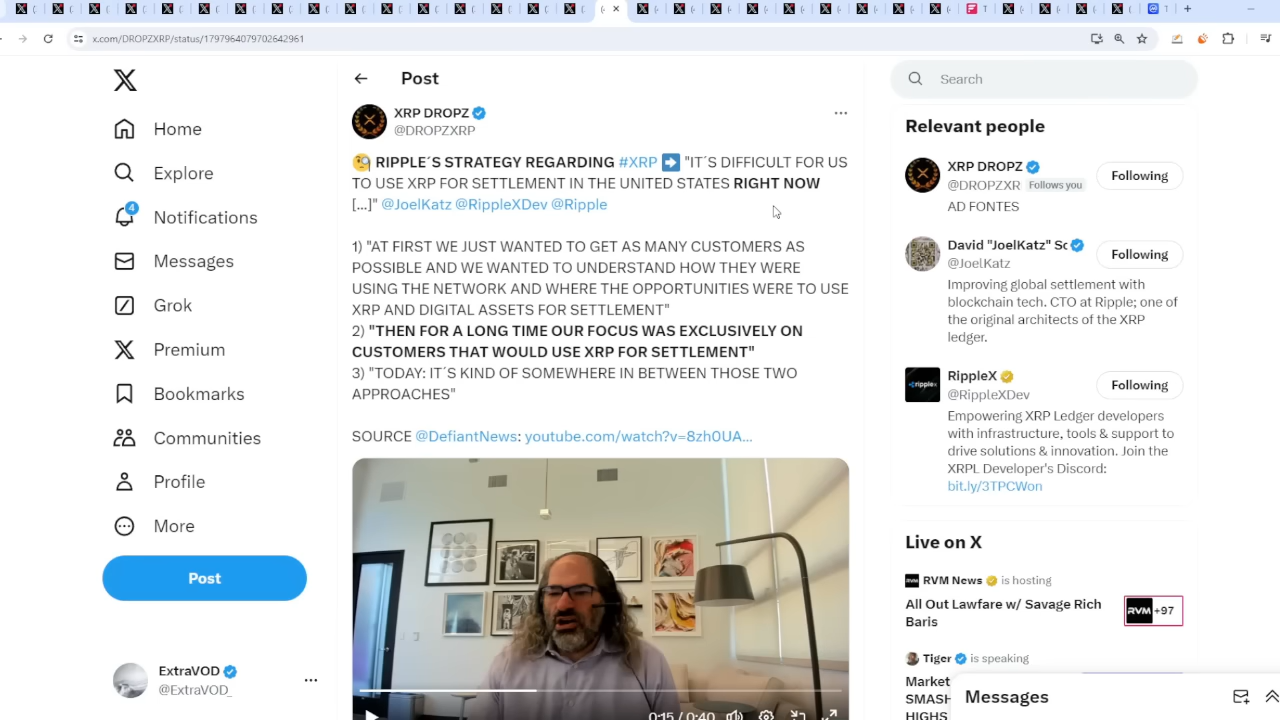 x.com/DROPZXRP/status/1797964079702642961
Post
Search
Home
Explore
4
Notifications
Messages
Grok
Premium
Bookmarks
Communities
Profile
More
Post
ExtraVOD
@ExtraVOD_
XRP DROPZ
@DROPZXRP
RIPPLE´S STRATEGY REGARDING #XRP "IT´S DIFFICULT FOR US
TO USE XRP FOR SETTLEMENT IN THE UNITED STATES RIGHT NOW
[...]" @JoelKatz @RippleXDev @Ripple
1) "AT FIRST WE JUST WANTED TO GET AS MANY CUSTOMERS AS
POSSIBLE AND WE WANTED TO UNDERSTAND HOW THEY WERE
USING THE NETWORK AND WHERE THE OPPORTUNITIES WERE TO USE
XRP AND DIGITAL ASSETS FOR SETTLEMENT"
2) "THEN FOR A LONG TIME OUR FOCUS WAS EXCLUSIVELY ON
CUSTOMERS THAT WOULD USE XRP FOR SETTLEMENT"
3) "TODAY: IT´S KIND OF SOMEWHERE IN BETWEEN THOSE TWO
APPROACHES"
SOURCE @DefiantNews: youtube.com/watch?v=8zh0UA...
0:15 / 0:40
Relevant people
XRP DROPZ
@DROPZXR Follows you
Following
AD FONTES
David "JoelKatz" Sc
@JoelKatz
Following
Improving global settlement with
blockchain tech. CTO at Ripple; one of
the original architects of the XRP
ledger.
RippleX
@RippleXDev
Following
Empowering XRP Ledger developers
with infrastructure, tools & support to
drive solutions & innovation. Join the
XRPL Developer's Discord:
bit.ly/3TPCWon
Live on X
RVM News is hosting
All Out Lawfare w/ Savage Rich
Baris
RVM +97
Tiger is speaking
Market
SMASH
HIGHS
Messages